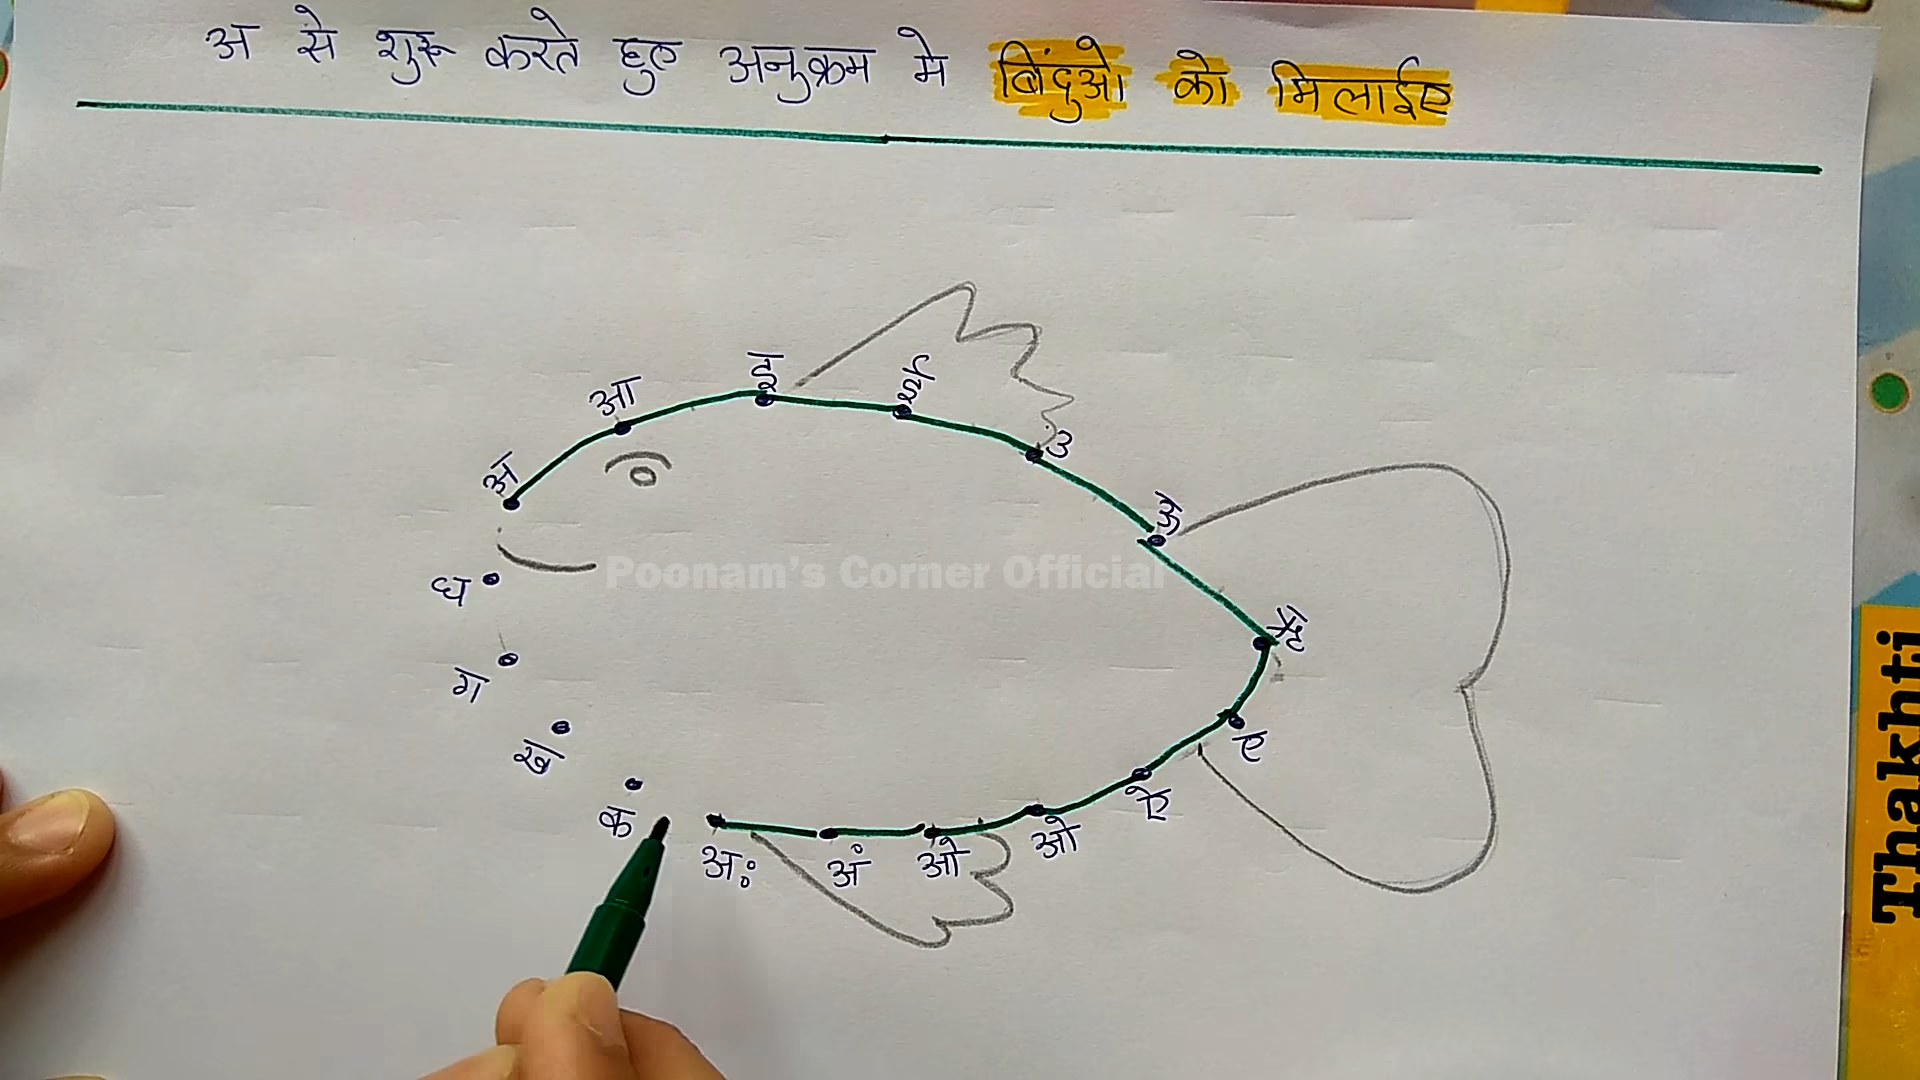 अ से शुरू करते हुए अनुक्रम मे बिंदुओ को मिलाईए
अ
आ
इ
ई
उ
ऊ
ऋ
ए
ऐ
ओ
औ
अं
अः
क
ख
ग
घ
Poonam's Corner Official
Thakhti